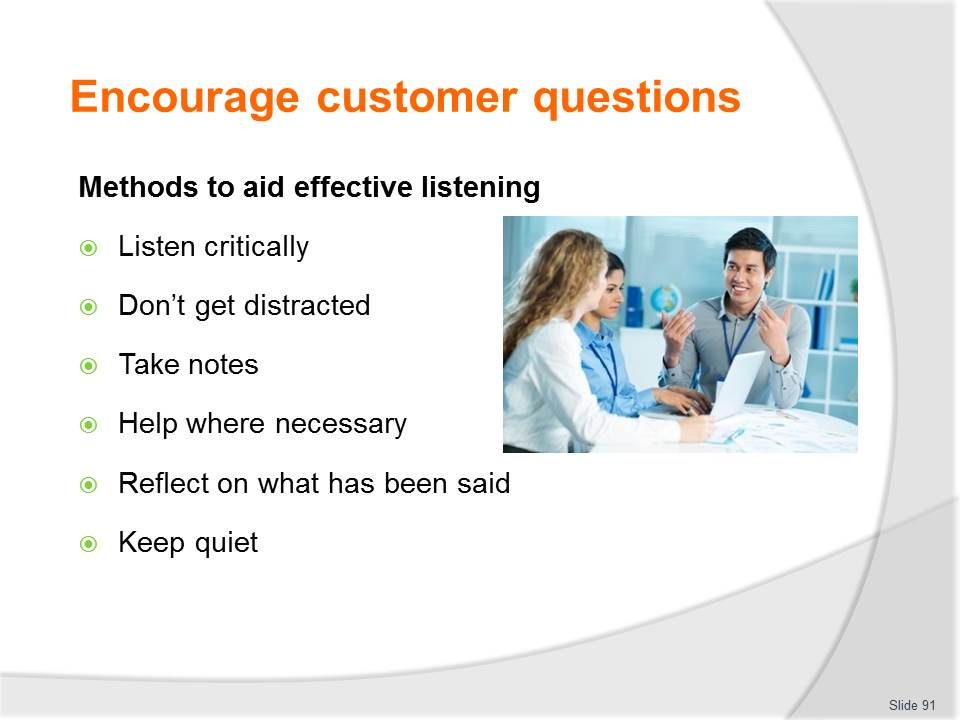 Encourage customer questions
Methods to aid effective listening
Listen critically
Don’t get distracted
Take notes
Help where necessary
Reflect on what has been said
Keep quiet
Slide 91